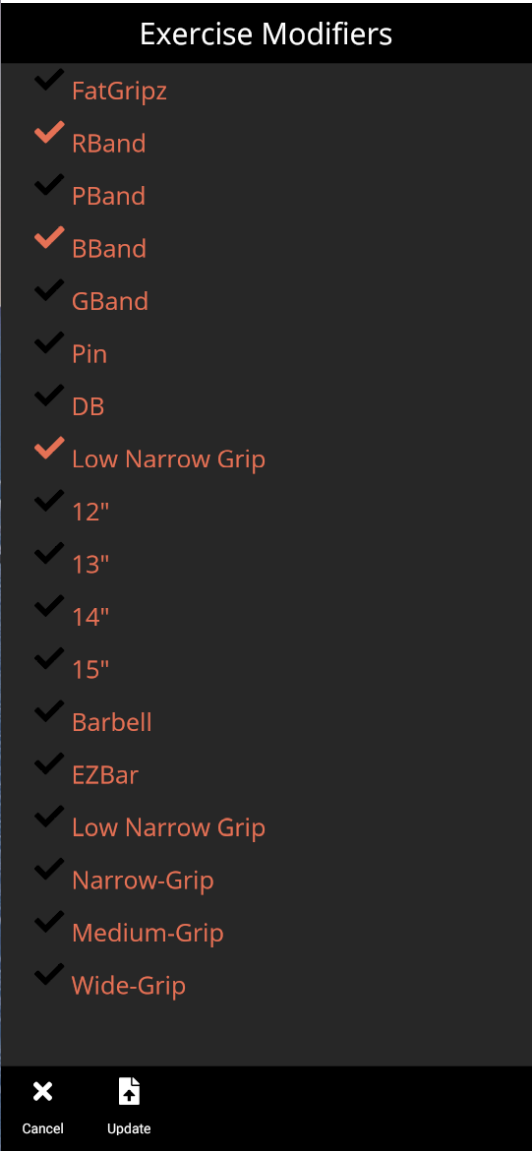 Exercise Modifiers
FatGripz
RBand
PBand
BBand
GBand
Pin
DB
Low Narrow Grip
12"
13"
14"
15"
Barbell
EZBar
Low Narrow Grip
Narrow-Grip
Medium-Grip
Wide-Grip
Cancel Update